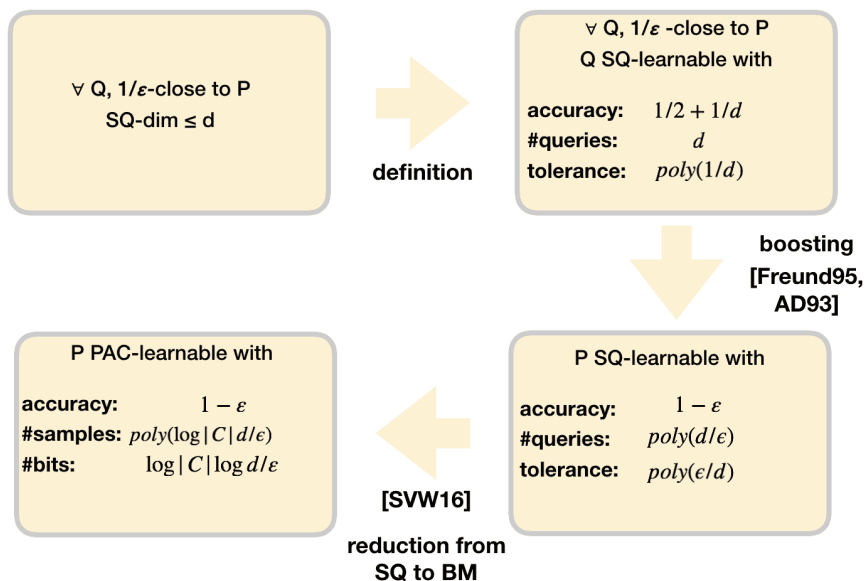 ∀ Q, 1/ε-close to P
SQ-dim ≤ d
definition
∀ Q, 1/ε -close to P
Q SQ-learnable with
accuracy: 1/2 + 1/d
#queries: d
tolerance: poly(1/d)
boosting
[Freund95,
AD93]
P SQ-learnable with
accuracy: 1 − ε
#queries: poly(d/ϵ)
tolerance: poly(ϵ/d)
[SVW16]
reduction from
SQ to BM
P PAC-learnable with
accuracy: 1 − ε
#samples: poly(log|C|d/ϵ)
#bits: log|C|log d/ε